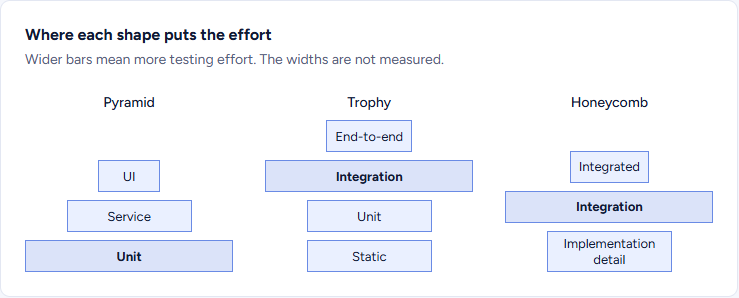 Where each shape puts the effort
Wider bars mean more testing effort. The widths are not measured.
Pyramid
UI
Service
Unit
Trophy
End-to-end
Integration
Unit
Static
Honeycomb
Integrated
Integration
Implementation
detail